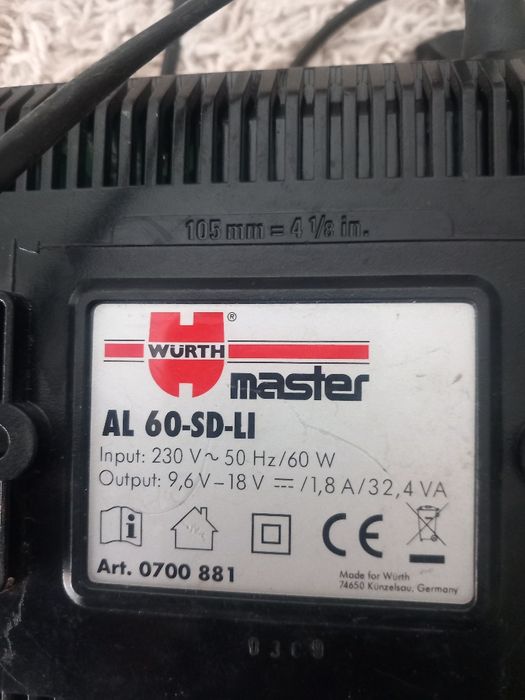 105 mm = 4 1/8 in.
WÜRTH ®
master
AL 60-SD-LI
Input: 230 V ~ 50 Hz/60 W
Output: 9,6 V – 18 V ⎓ /1,8 A/32,4 VA
i
CE
Art. 0700 881
Made for Würth
74650 Künzelsau, Germany